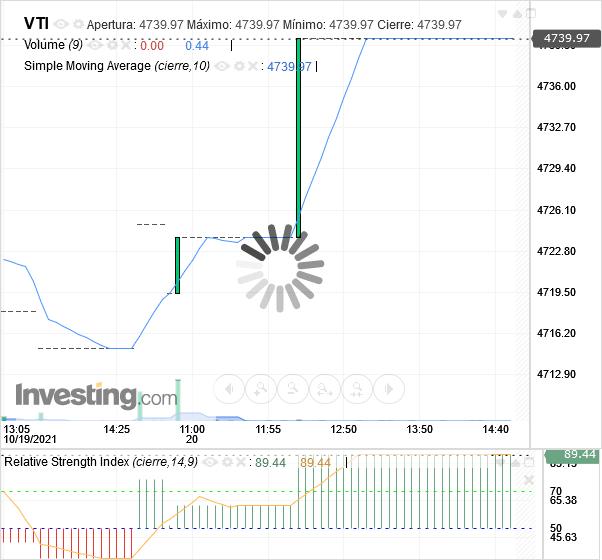 VTI Apertura: 4739.97 Máximo: 4739.97 Mínimo: 4739.97 Cierre: 4739.97
4739.97
Volume (9) : 0.00 0.44
Simple Moving Average (cierre,10) : 4739.97
4736.00
4732.70
4729.40
4726.10
4722.80
4719.50
4716.20
4712.90
Investing.com
13:05 14:25 11:00 11:55 12:50 13:50 14:40
10/19/2021 20
Relative Strength Index (cierre,14,9) : 89.44 89.44
89.44
70
65.38
50
45.63